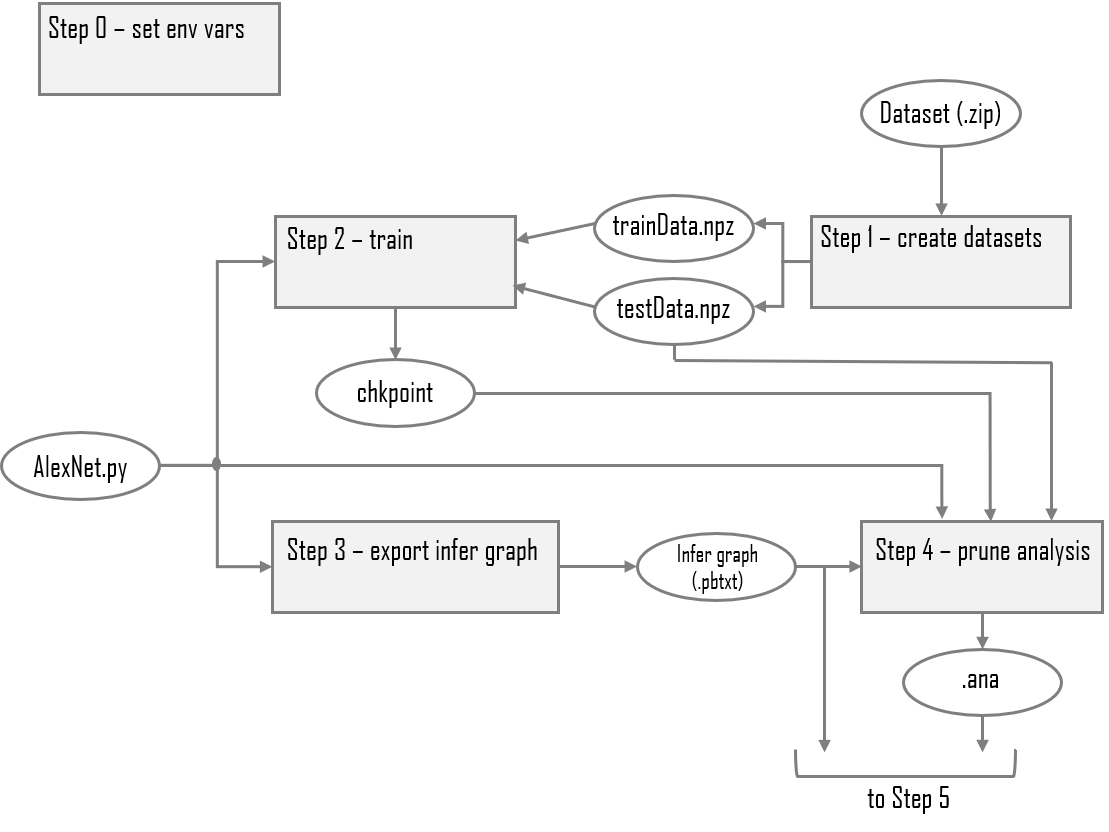 Step 0 – set env vars
Dataset (.zip)
Step 2 – train
trainData.npz
Step 1 – create datasets
testData.npz
chkpoint
AlexNet.py
Step 3 – export infer graph
Infer graph
(.pbtxt)
Step 4 – prune analysis
.ana
to Step 5